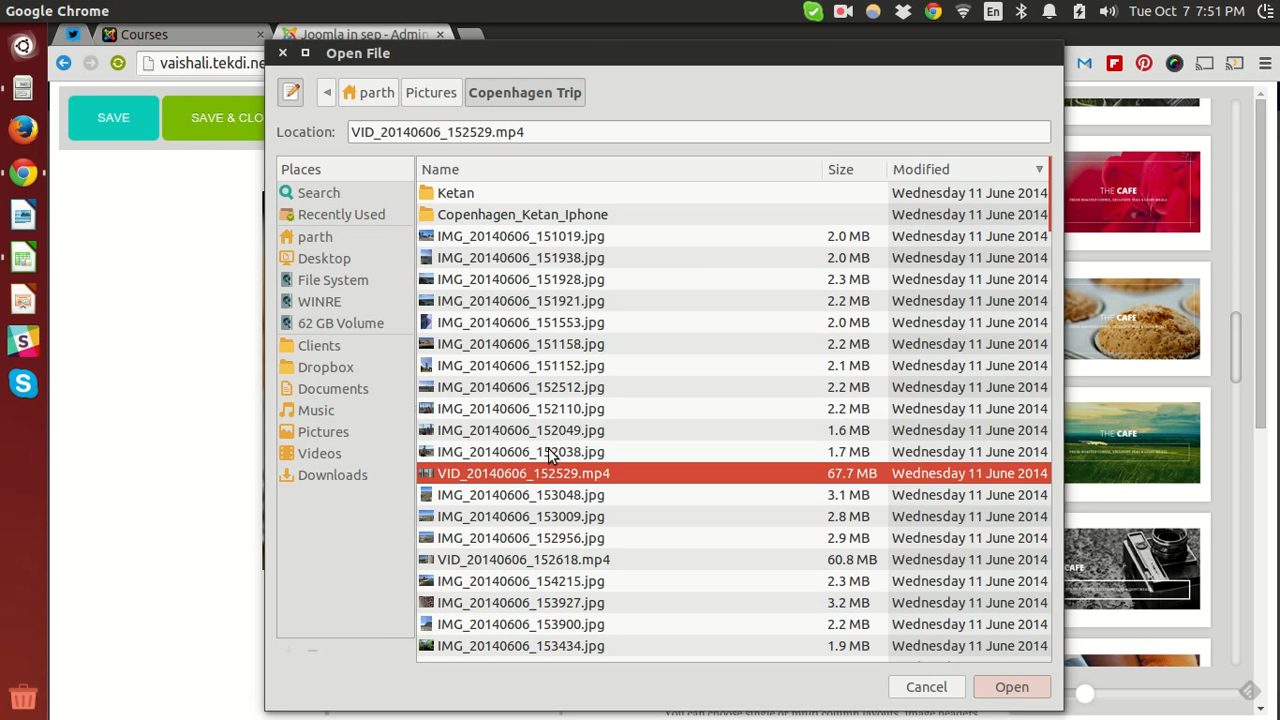 Google Chrome
En
Tue Oct 7 7:51 PM
Courses
Joomla in sep - Admin
vaishali.tekdi.ne
SAVE
SAVE & CLO
Open File
parth
Pictures
Copenhagen Trip
Location:
VID_20140606_152529.mp4
Places
Search
Recently Used
parth
Desktop
File System
WINRE
62 GB Volume
Clients
Dropbox
Documents
Music
Pictures
Videos
Downloads
Name Size Modified
Ketan Wednesday 11 June 2014
Copenhagen_Ketan_Iphone Wednesday 11 June 2014
IMG_20140606_151019.jpg 2.0 MB Wednesday 11 June 2014
IMG_20140606_151938.jpg 2.0 MB Wednesday 11 June 2014
IMG_20140606_151928.jpg 2.3 MB Wednesday 11 June 2014
IMG_20140606_151921.jpg 2.2 MB Wednesday 11 June 2014
IMG_20140606_151553.jpg 2.0 MB Wednesday 11 June 2014
IMG_20140606_151158.jpg 2.2 MB Wednesday 11 June 2014
IMG_20140606_151152.jpg 2.1 MB Wednesday 11 June 2014
IMG_20140606_152512.jpg 2.2 MB Wednesday 11 June 2014
IMG_20140606_152110.jpg 2.2 MB Wednesday 11 June 2014
IMG_20140606_152049.jpg 1.6 MB Wednesday 11 June 2014
IMG_20140606_152038.jpg 1.7 MB Wednesday 11 June 2014
VID_20140606_152529.mp4 67.7 MB Wednesday 11 June 2014
IMG_20140606_153048.jpg 3.1 MB Wednesday 11 June 2014
IMG_20140606_153009.jpg 2.8 MB Wednesday 11 June 2014
IMG_20140606_152956.jpg 2.9 MB Wednesday 11 June 2014
VID_20140606_152618.mp4 60.8 MB Wednesday 11 June 2014
IMG_20140606_154215.jpg 2.3 MB Wednesday 11 June 2014
IMG_20140606_153927.jpg 3.2 MB Wednesday 11 June 2014
IMG_20140606_153900.jpg 2.2 MB Wednesday 11 June 2014
IMG_20140606_153434.jpg 1.9 MB Wednesday 11 June 2014
Cancel
Open
THE CAFE
THE CAFE
THE CAFE
CAFE